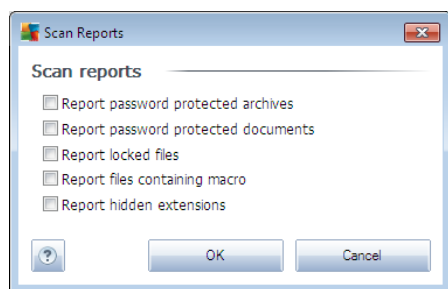 Scan Reports
Scan reports
Report password protected archives
Report password protected documents
Report locked files
Report files containing macro
Report hidden extensions
? OK Cancel